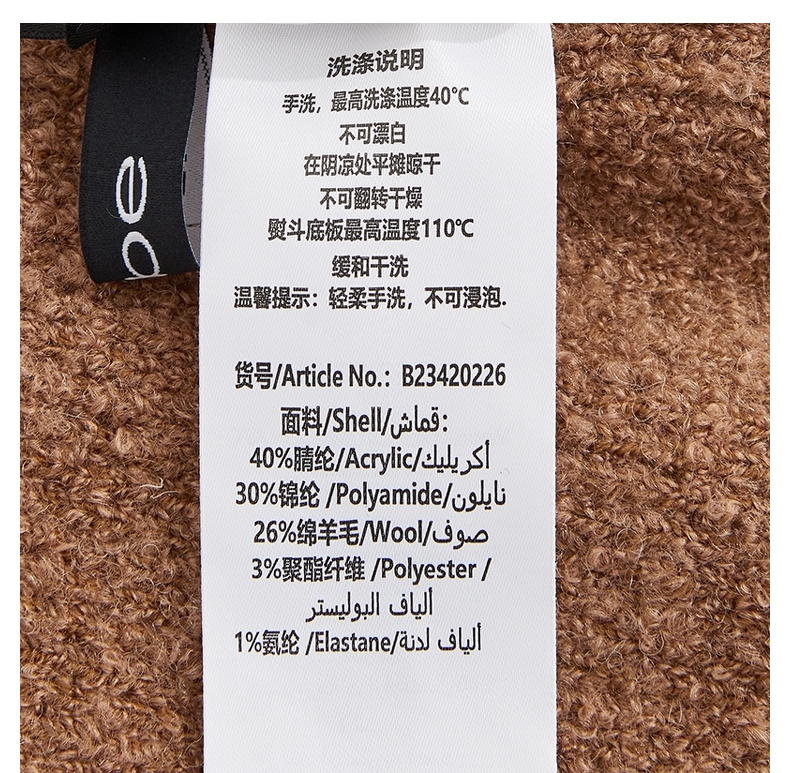 洗涤说明
手洗，最高洗涤温度40℃
不可漂白
在阴凉处平摊晾干
不可翻转干燥
熨斗底板最高温度110℃
缓和干洗
温馨提示：轻柔手洗，不可浸泡.
货号/Article No.：B23420226
面料/Shell/قماش:
40%腈纶/Acrylic/أكريليك
30%锦纶 /Polyamide/نايلون
26%绵羊毛/Wool/صوف
3%聚酯纤维 /Polyester /
ألياف البوليستر
1%氨纶 /Elastane/ألياف لدنة